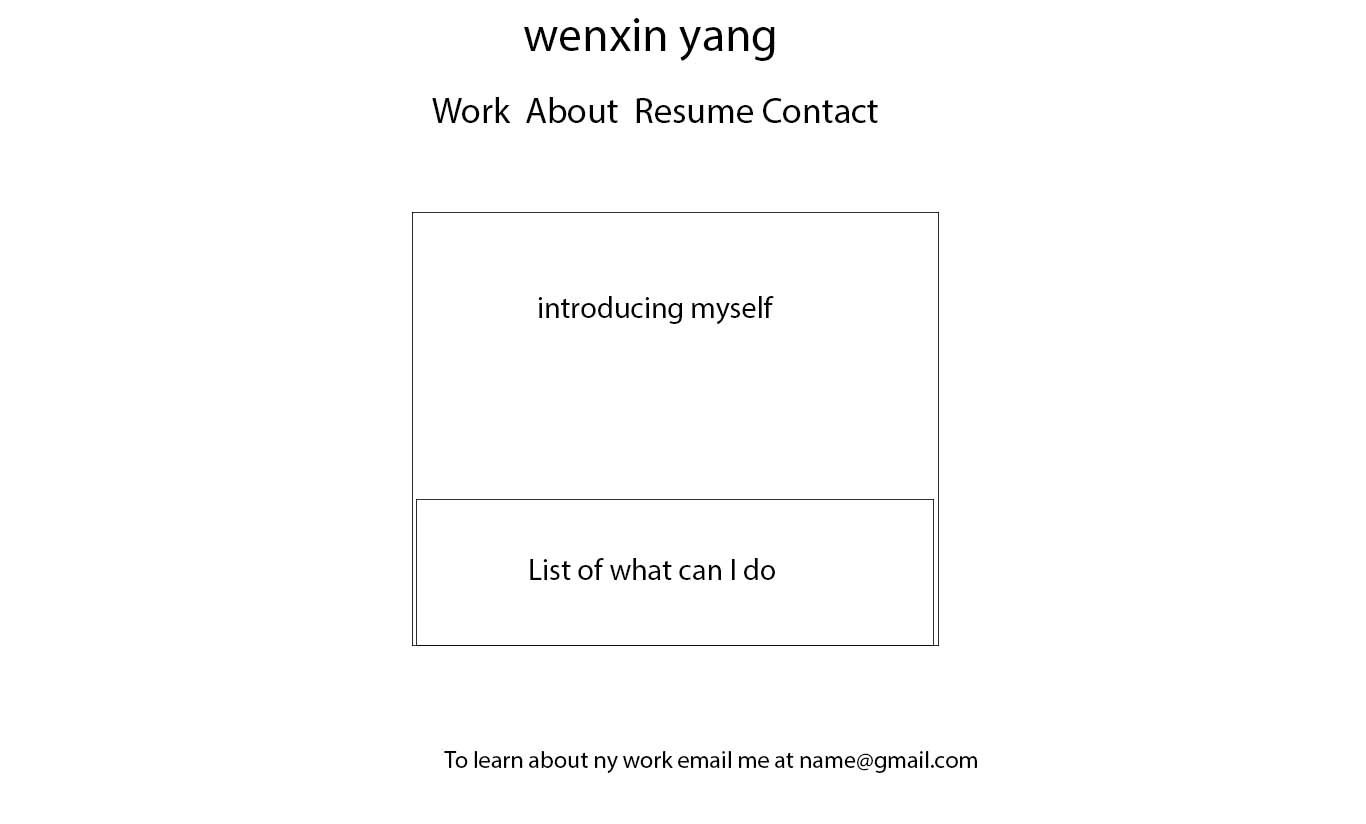 wenxin yang
Work About Resume Contact
introducing myself
List of what can I do
To learn about ny work email me at name@gmail.com